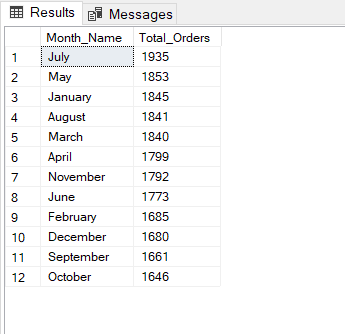 Results Messages
Month_Name Total_Orders
1 July 1935
2 May 1853
3 January 1845
4 August 1841
5 March 1840
6 April 1799
7 November 1792
8 June 1773
9 February 1685
10 December 1680
11 September 1661
12 October 1646